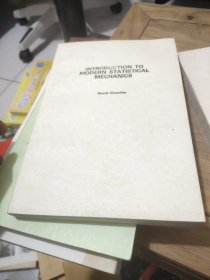 INTRODUCTION TO
MODERN STATISTICAL
MECHANICS
David Chandler